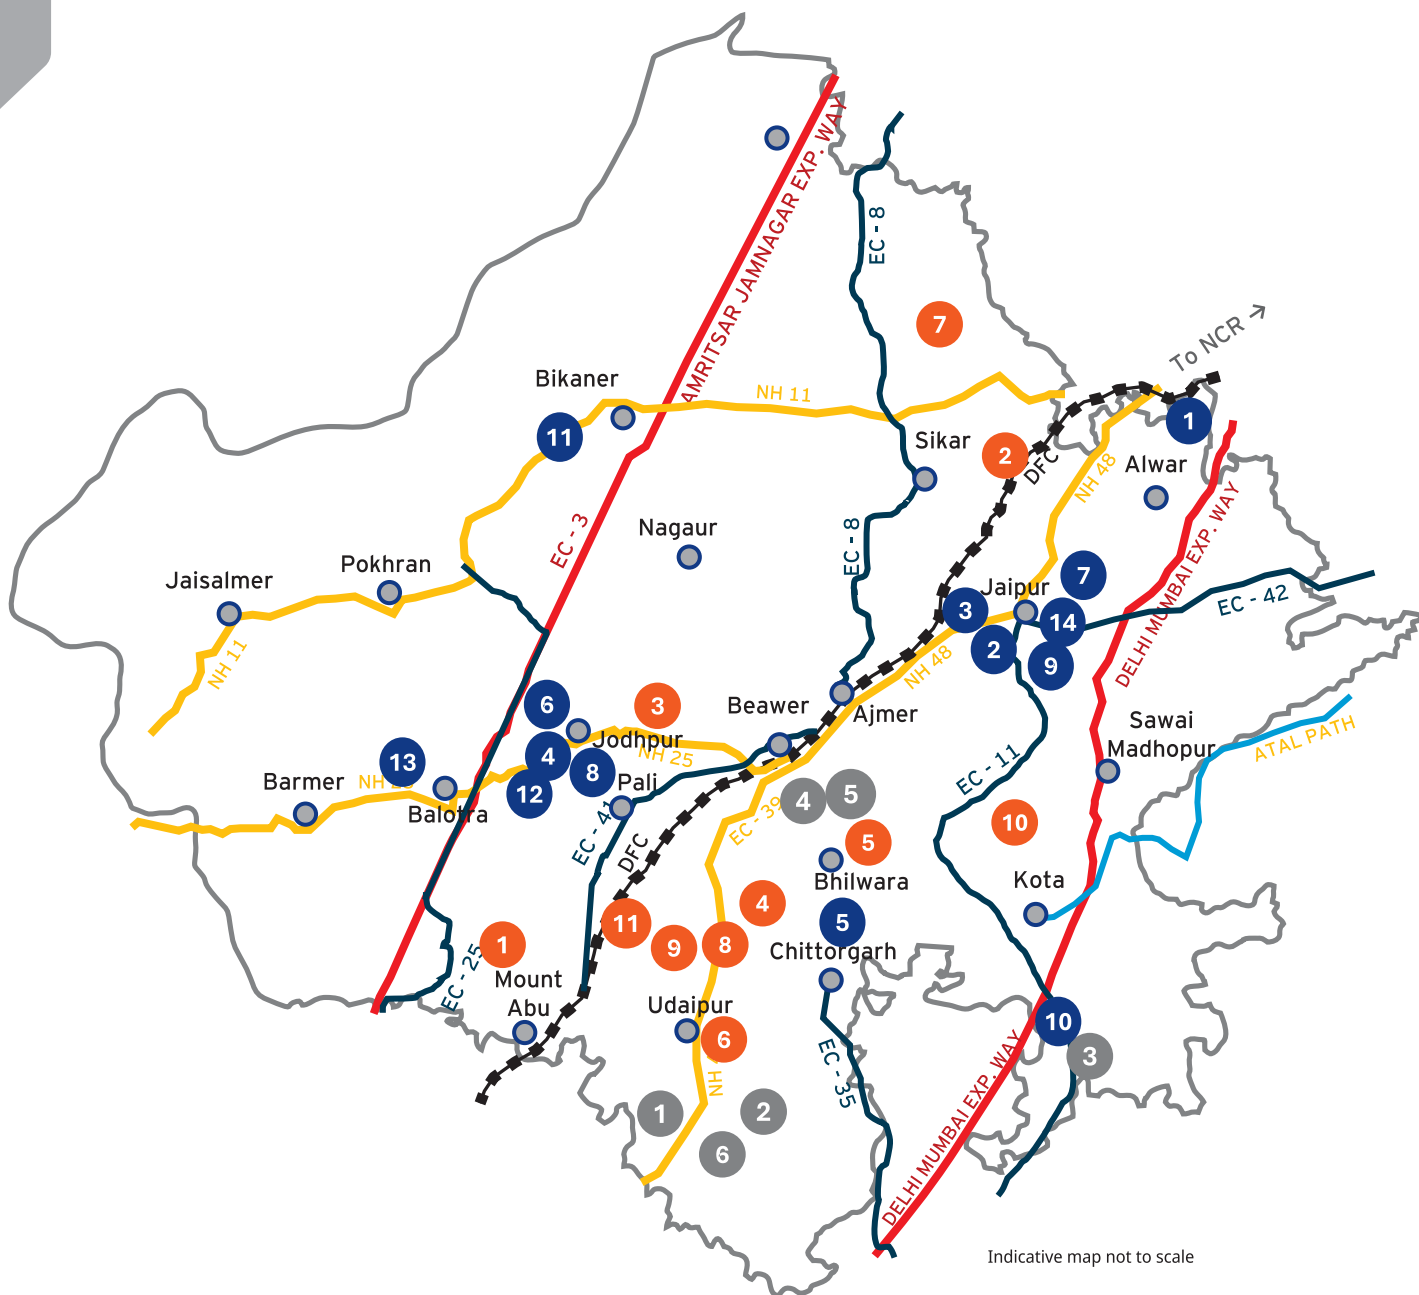 AMRITSAR JAMNAGAR EXP. WAY
EC - 8
7
To NCR →
Bikaner
NH 11
11
Sikar
2
DFC
NH 48
1
Alwar
EC - 3
Nagaur
EC - 8
DELHI MUMBAI EXP. WAY
Jaisalmer
Pokhran
NH 11
Jaipur
7
3
14
2
9
EC - 42
NH 48
6
3
Beawer
Ajmer
Jodhpur
NH 25
4
8
12
13
Barmer
NH 25
Balotra
Pali
EC - 41
DFC
EC - 39
4
5
5
Bhilwara
EC - 11
10
Sawai
Madhopur
ATAL PATH
Kota
1
EC - 25
Mount
Abu
11
9
8
4
5
Chittorgarh
Udaipur
6
NH
1
2
6
EC - 35
10
3
DELHI MUMBAI EXP. WAY
Indicative map not to scale